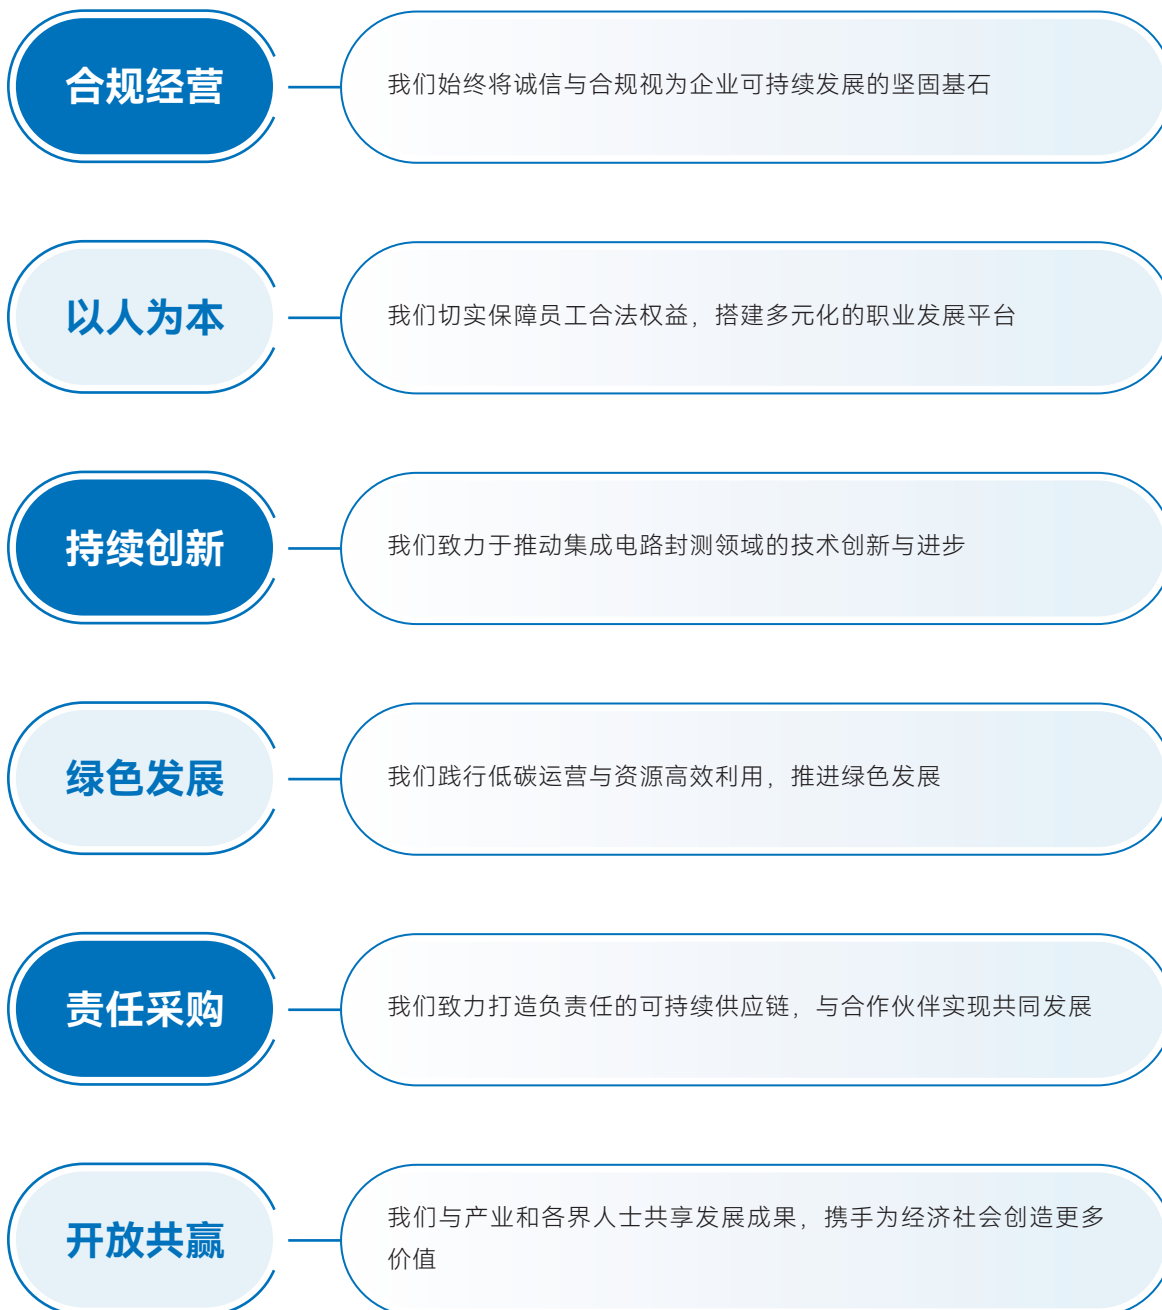 合规经营
我们始终将诚信与合规视为企业可持续发展的坚固基石
以人为本
我们切实保障员工合法权益，搭建多元化的职业发展平台
持续创新
我们致力于推动集成电路封测领域的技术创新与进步
绿色发展
我们践行低碳运营与资源高效利用，推进绿色发展
责任采购
我们致力打造负责任的可持续供应链，与合作伙伴实现共同发展
开放共赢
我们与产业和各界人士共享发展成果，携手为经济社会创造更多
价值